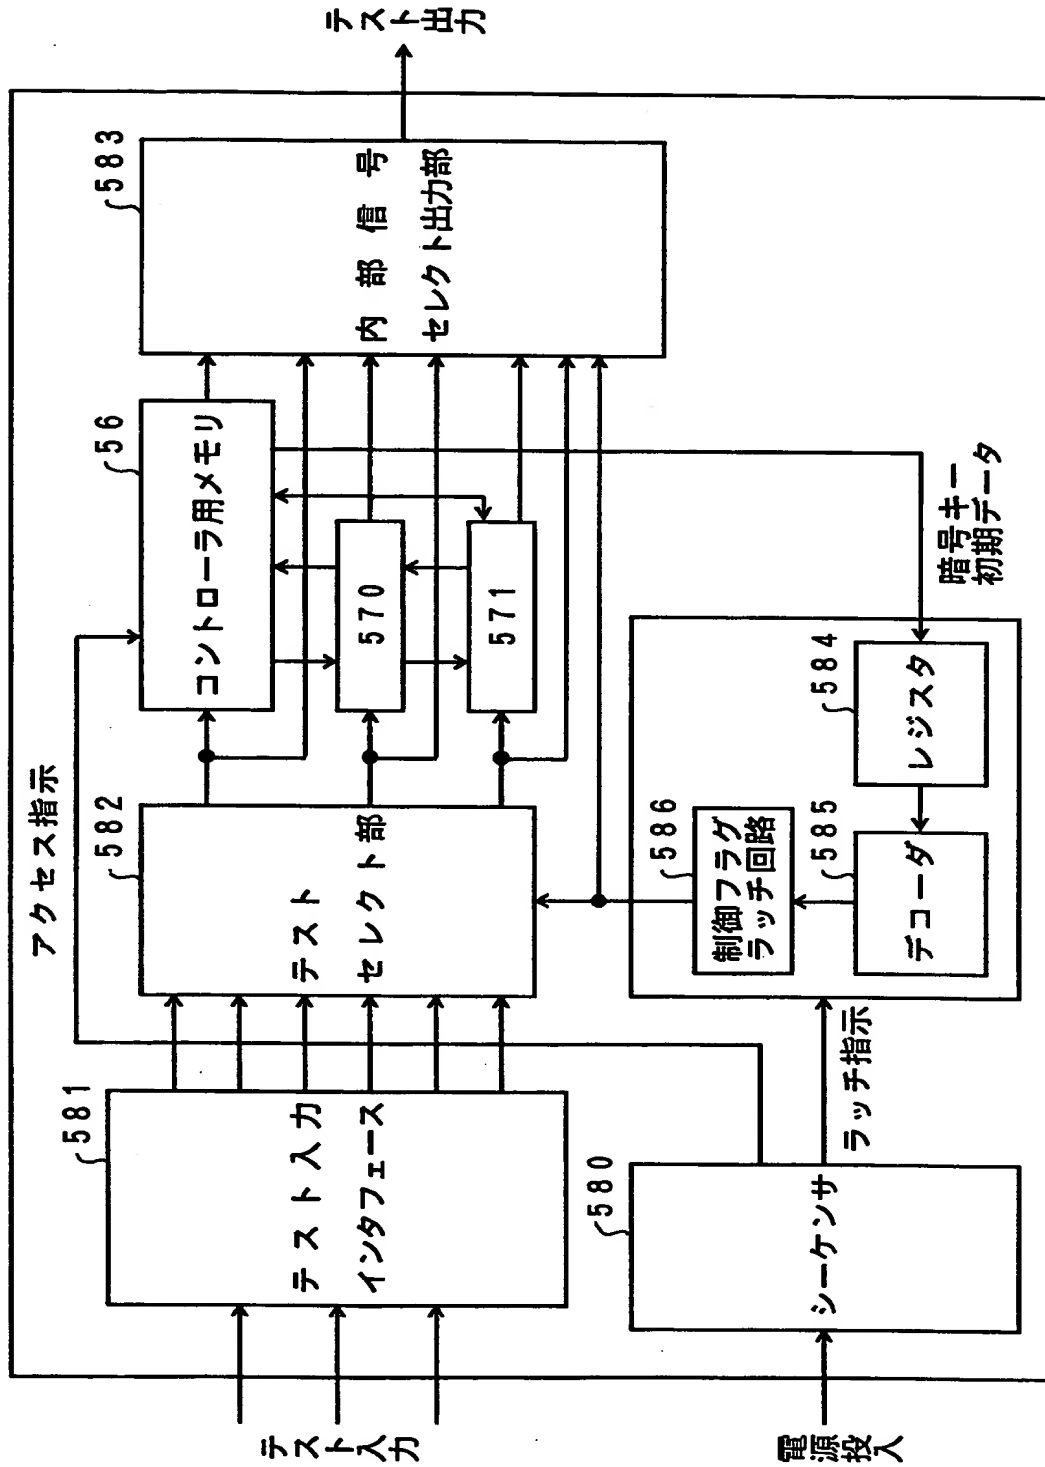 アクセス指示
テスト入力
581
テスト入力
インタフェース
582
テスト
セレクト部
56
コントローラ用メモリ
570
571
583
内部信号
セレクト出力部
テスト出力
電源投入
580
シーケンサ
ラッチ指示
586
制御フラグ
ラッチ回路
585
デコーダ
584
レジスタ
暗号キー
初期データ